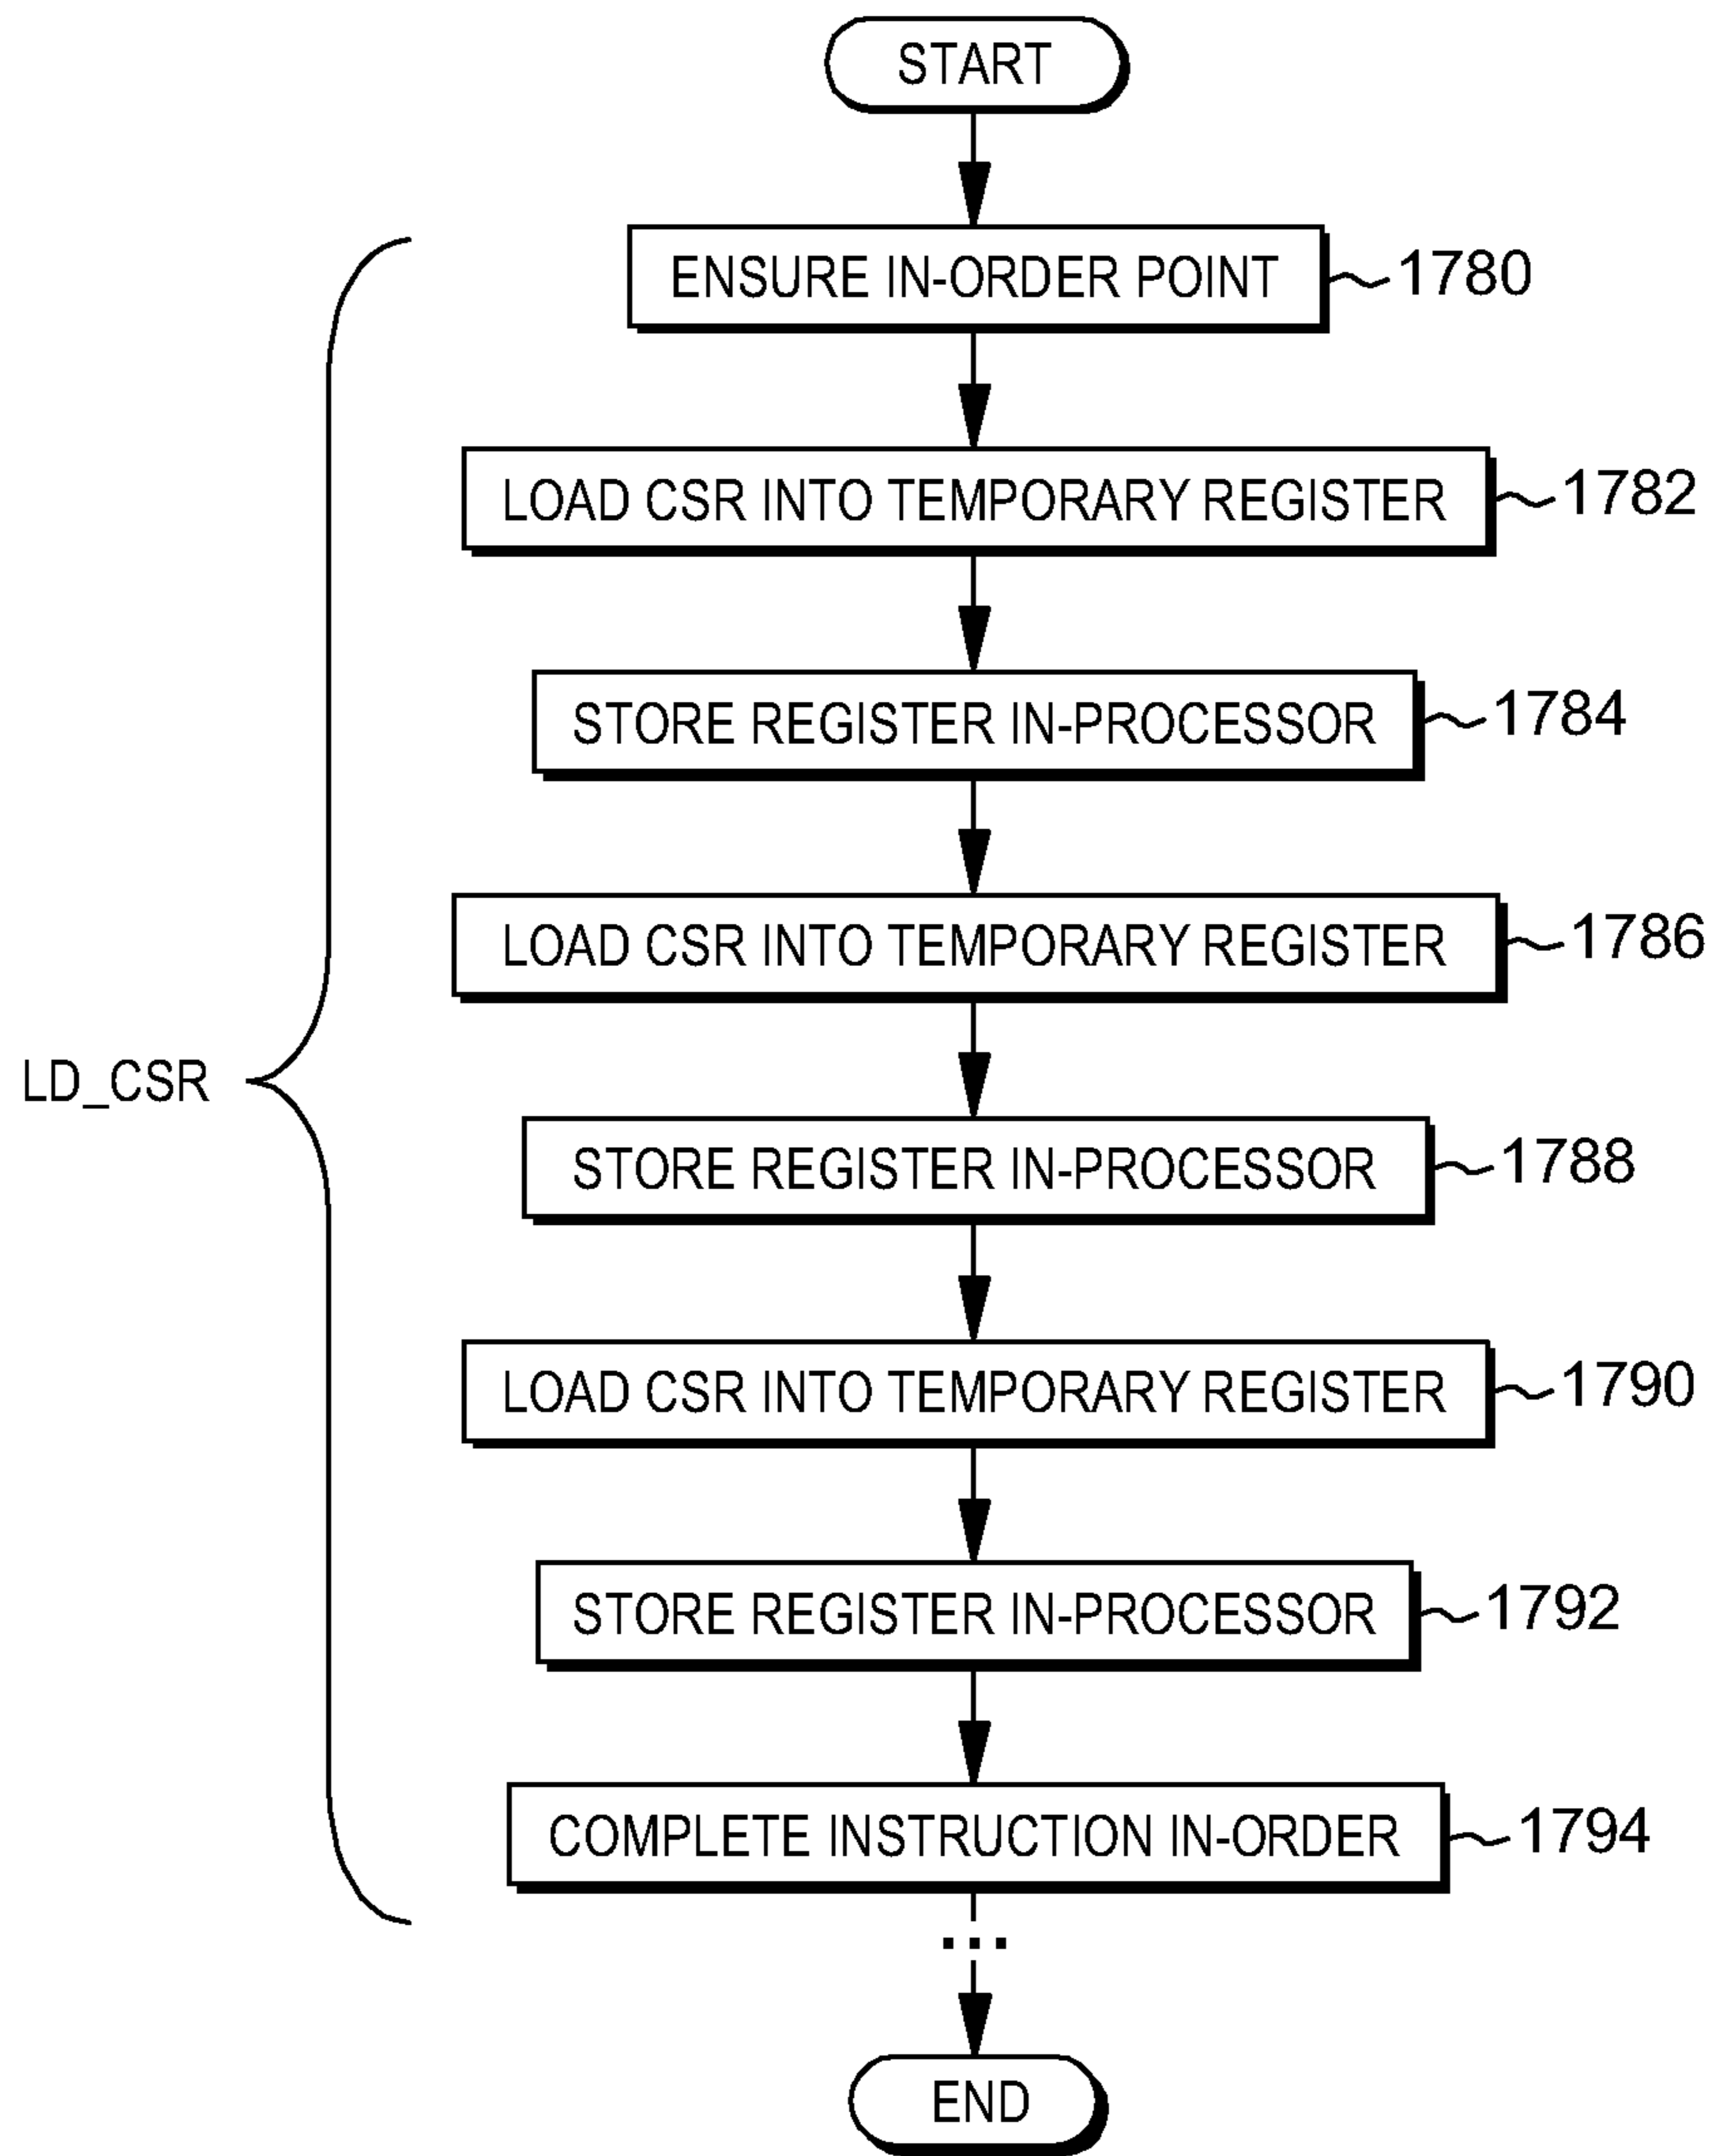 START
ENSURE IN-ORDER POINT 1780
LOAD CSR INTO TEMPORARY REGISTER 1782
STORE REGISTER IN-PROCESSOR 1784
LOAD CSR INTO TEMPORARY REGISTER 1786
LD_CSR
STORE REGISTER IN-PROCESSOR 1788
LOAD CSR INTO TEMPORARY REGISTER 1790
STORE REGISTER IN-PROCESSOR 1792
COMPLETE INSTRUCTION IN-ORDER 1794
...
END